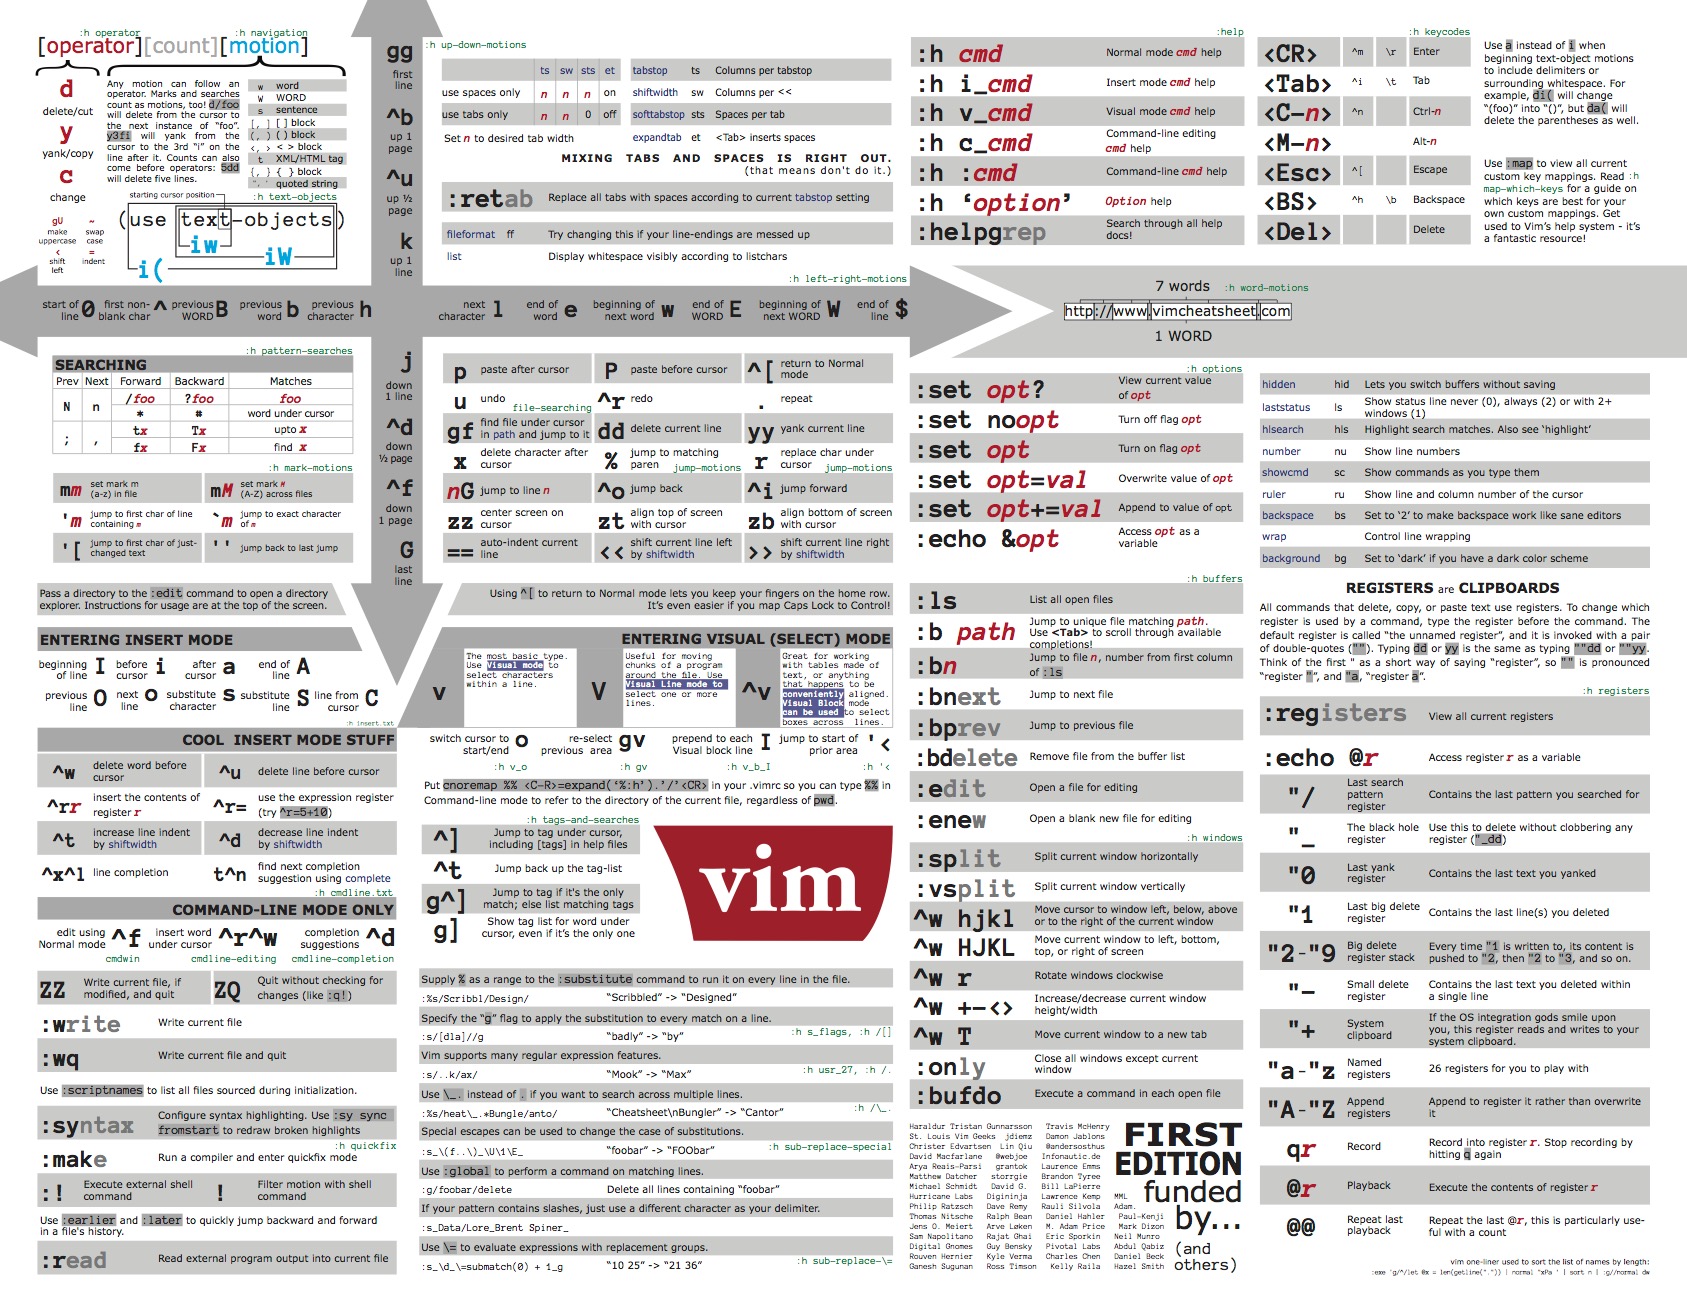 :h operator
:h navigation
[operator][count][motion]
d
delete/cut
y
yank/copy
c
change
gU
make
uppercase
~
swap
case
<
shift
left
=
indent
Any motion can follow an
operator. Marks and searches
count as motions, too! d/foo
will delete from the cursor to
the next instance of “foo”.
y3fi will yank from the
cursor to the 3rd “i” on the
line after it. Counts can also
come before operators: 5dd
will delete five lines.
w word
W WORD
s sentence
[, ] [ ] block
(, ) ( ) block
<, > < > block
t XML/HTML tag
{, } { } block
", ' quoted string
:h text-objects
starting cursor position
(use text-objects)
iw
iW
i(
gg
first
line
^b
up 1
page
^u
up ½
page
k
up 1
line
:h up-down-motions
ts sw sts et
use spaces only n n n on
use tabs only n n 0 off
Set n to desired tab width
tabstop ts Columns per tabstop
shiftwidth sw Columns per <<
softtabstop sts Spaces per tab
expandtab et <Tab> inserts spaces
MIXING TABS AND SPACES IS RIGHT OUT.
(that means don't do it.)
:retab Replace all tabs with spaces according to current tabstop setting
fileformat ff Try changing this if your line-endings are messed up
list Display whitespace visibly according to listchars
:h left-right-motions
start of line 0
first non-blank char ^
previous WORD B
previous word b
previous character h
next character l
end of word e
beginning of next word w
end of WORD E
beginning of next WORD W
end of line $
:help
:h cmd Normal mode cmd help
:h i_cmd Insert mode cmd help
:h v_cmd Visual mode cmd help
:h c_cmd Command-line editing cmd help
:h :cmd Command-line cmd help
:h ‘option’ Option help
:helpgrep Search through all help docs!
:h keycodes
<CR> ^m \r Enter
<Tab> ^i \t Tab
<C-n> ^n Ctrl-n
<M-n> Alt-n
<Esc> ^[ Escape
<BS> ^h \b Backspace
<Del> Delete
Use a instead of i when
beginning text-object motions
to include delimiters or
surrounding whitespace. For
example, di( will change
“(foo)” into “()”, but da( will
delete the parentheses as well.
Use :map to view all current
custom key mappings. Read :h
map-which-keys for a guide on
which keys are best for your
own custom mappings. Get
used to Vim’s help system - it’s
a fantastic resource!
7 words
:h word-motions
http://www.vimcheatsheet.com
1 WORD
:h pattern-searches
SEARCHING
Prev Next Forward Backward Matches
N n /foo ?foo foo
* # word under cursor
; , tx Tx upto x
fx Fx find x
:h mark-motions
mm set mark m (a-z) in file
mM set mark M (A-Z) across files
'm jump to first char of line containing m
`m jump to exact character of m
'[ jump to first char of just-changed text
'' jump back to last jump
j
down
1 line
^d
down
½ page
^f
down
1 page
G
last
line
p paste after cursor
P paste before cursor
^[ return to Normal mode
u undo
^r redo
. repeat
:h file-searching
gf find file under cursor in path and jump to it
dd delete current line
yy yank current line
x delete character after cursor
% jump to matching paren
r replace char under cursor
jump-motions
jump-motions
nG jump to line n
^o jump back
^i jump forward
zz center screen on cursor
zt align top of screen with cursor
zb align bottom of screen with cursor
== auto-indent current line
<< shift current line left by shiftwidth
>> shift current line right by shiftwidth
:h options
:set opt? View current value of opt
:set noopt Turn off flag opt
:set opt Turn on flag opt
:set opt=val Overwrite value of opt
:set opt+=val Append to value of opt
:echo &opt Access opt as a variable
hidden hid Lets you switch buffers without saving
laststatus ls Show status line never (0), always (2) or with 2+ windows (1)
hlsearch hls Highlight search matches. Also see ‘highlight’
number nu Show line numbers
showcmd sc Show commands as you type them
ruler ru Show line and column number of the cursor
backspace bs Set to ‘2’ to make backspace work like sane editors
wrap Control line wrapping
background bg Set to ‘dark’ if you have a dark color scheme
Pass a directory to the :edit command to open a directory
explorer. Instructions for usage are at the top of the screen.
Using ^[ to return to Normal mode lets you keep your fingers on the home row.
It’s even easier if you map Caps Lock to Control!
ENTERING INSERT MODE
beginning of line I
before cursor i
after cursor a
end of line A
previous line O
next line o
substitute character s
substitute line S
line from cursor C
:h insert.txt
COOL INSERT MODE STUFF
^w delete word before cursor
^u delete line before cursor
^rr insert the contents of register r
^r= use the expression register (try ^r=5+10)
^t increase line indent by shiftwidth
^d decrease line indent by shiftwidth
^x^l line completion
t^n find next completion suggestion using complete
:h cmdline.txt
COMMAND-LINE MODE ONLY
edit using Normal mode ^f
insert word under cursor ^r^w
completion suggestions ^d
cmdwin
cmdline-editing
cmdline-completion
ZZ Write current file, if modified, and quit
ZQ Quit without checking for changes (like :q!)
:write Write current file
:wq Write current file and quit
Use :scriptnames to list all files sourced during initialization.
:syntax Configure syntax highlighting. Use :sy sync fromstart to redraw broken highlights
:h quickfix
:make Run a compiler and enter quickfix mode
:! Execute external shell command
! Filter motion with shell command
Use :earlier and :later to quickly jump backward and forward
in a file's history.
:read Read external program output into current file
ENTERING VISUAL (SELECT) MODE
v
The most basic type.
Use Visual mode to
select characters
within a line.
V
Useful for moving
chunks of a program
around the file. Use
Visual Line mode to
select one or more
lines.
^v
Great for working
with tables made of
text, or anything
that happens to be
conveniently aligned.
Visual Block mode
can be used to select
boxes across lines.
switch cursor to start/end o
re-select previous area gv
prepend to each Visual block line I
jump to start of prior area '<
:h v_o
:h gv
:h v_b_I
:h '<
Put cnoremap %% <C-R>=expand(‘%:h’).’/’<CR> in your .vimrc so you can type %% in
Command-line mode to refer to the directory of the current file, regardless of pwd.
:h tags-and-searches
^] Jump to tag under cursor, including [tags] in help files
^t Jump back up the tag-list
g^] Jump to tag if it's the only match; else list matching tags
g] Show tag list for word under cursor, even if it’s the only one
vim
Supply % as a range to the :substitute command to run it on every line in the file.
:%s/Scribbl/Design/ “Scribbled” -> “Designed”
Specify the “g” flag to apply the substitution to every match on a line.
:s/[dla]//g “badly” -> “by”
:h s_flags, :h /[]
Vim supports many regular expression features.
:s/..k/ax/ “Mook” -> “Max”
:h usr_27, :h /.
Use \_. instead of . if you want to search across multiple lines.
:%s/heat\_.*Bungle/anto/ “Cheatsheet\nBungler” -> “Cantor”
:h /\_.
Special escapes can be used to change the case of substitutions.
:s_\(f..\)_\U\1\E_ “foobar” -> “FOObar”
:h sub-replace-special
Use :global to perform a command on matching lines.
:g/foobar/delete Delete all lines containing “foobar”
If your pattern contains slashes, just use a different character as your delimiter.
:s_Data/Lore_Brent Spiner_
Use \= to evaluate expressions with replacement groups.
:s_\d_\=submatch(0) + 1_g “10 25” -> “21 36”
:h sub-replace-\=
:h buffers
:ls List all open files
:b path Jump to unique file matching path. Use <Tab> to scroll through available completions!
:bn Jump to file n, number from first column of :ls
:bnext Jump to next file
:bprev Jump to previous file
:bdelete Remove file from the buffer list
:edit Open a file for editing
:enew Open a blank new file for editing
:h windows
:split Split current window horizontally
:vsplit Split current window vertically
^w hjkl Move cursor to window left, below, above or to the right of the current window
^w HJKL Move current window to left, bottom, top, or right of screen
^w r Rotate windows clockwise
^w +-<> Increase/decrease current window height/width
^w T Move current window to a new tab
:only Close all windows except current window
:bufdo Execute a command in each open file
Haraldur Tristan Gunnarsson Travis McHenry
St. Louis Vim Geeks jdiemz Damon Jablons
Christer Edvartsen Lin Qiu @andersosthus
David Macfarlane @webjoe Infonautic.de
Arya Reais-Parsi grantok Laurence Emms
Matthew Datcher storrgie Brandon Tyree
Michael Schmidt David G. Bill LaPierre
Hurricane Labs Digininja Lawrence Kemp MML
Philip Ratzsch Dave Remy Rauli Silvola Adam.
Thomas Nitsche Ralph Bean Daniel Hahler Paul-Kenji
Jens O. Meiert Arve Løken M. Adam Price Mark Dizon
Sam Napolitano Rajat Ghai Eric Sporkin Neil Munro
Digital Gnomes Guy Bensky Pivotal Labs Abdul Qabiz
Rouven Hernier Kyle Verma Charles Chen Daniel Beck
Ganesh Sugunan Ross Timson Kelly Raila Hazel Smith
FIRST
EDITION
funded
by...
(and
others)
REGISTERS are CLIPBOARDS
All commands that delete, copy, or paste text use registers. To change which
register is used by a command, type the register before the command. The
default register is called “the unnamed register”, and it is invoked with a pair
of double-quotes (""). Typing dd or yy is the same as typing ""dd or ""yy.
Think of the first " as a short way of saying “register”, so "" is pronounced
“register "”, and "a, “register a”.
:h registers
:registers View all current registers
:echo @r Access register r as a variable
"/ Last search pattern register Contains the last pattern you searched for
"_ The black hole register Use this to delete without clobbering any register ("_dd)
"0 Last yank register Contains the last text you yanked
"1 Last big delete register Contains the last line(s) you deleted
"2-"9 Big delete register stack Every time "1 is written to, its content is pushed to "2, then "2 to "3, and so on.
"- Small delete register Contains the last text you deleted within a single line
"+ System clipboard If the OS integration gods smile upon you, this register reads and writes to your system clipboard.
"a-"z Named registers 26 registers for you to play with
"A-"Z Append registers Append to register it rather than overwrite it
qr Record Record into register r. Stop recording by hitting q again
@r Playback Execute the contents of register r
@@ Repeat last playback Repeat the last @r, this is particularly useful with a count
vim one-liner used to sort the list of names by length: